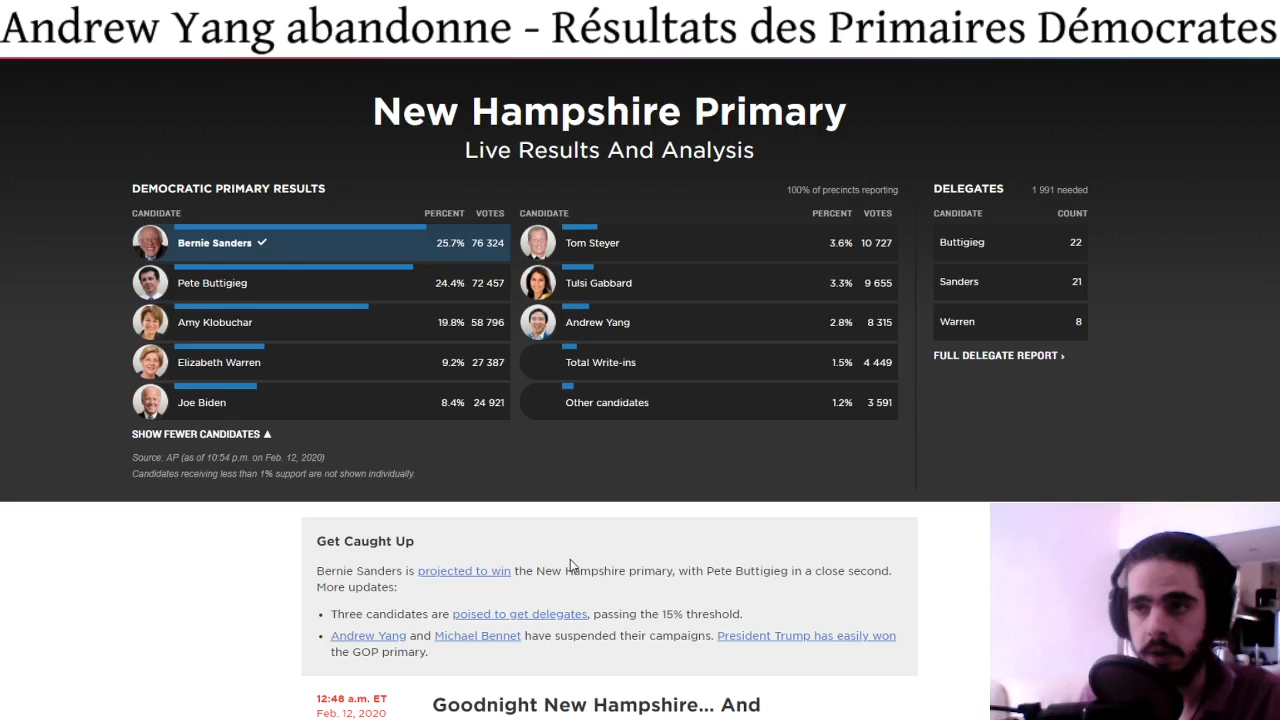 Andrew Yang abandonne - Résultats des Primaires Démocrates
New Hampshire Primary
Live Results And Analysis
DEMOCRATIC PRIMARY RESULTS
100% of precincts reporting
CANDIDATE PERCENT VOTES
Bernie Sanders ✓ 25.7% 76 324
Pete Buttigieg 24.4% 72 457
Amy Klobuchar 19.8% 58 796
Elizabeth Warren 9.2% 27 387
Joe Biden 8.4% 24 921
CANDIDATE PERCENT VOTES
Tom Steyer 3.6% 10 727
Tulsi Gabbard 3.3% 9 655
Andrew Yang 2.8% 8 315
Total Write-ins 1.5% 4 449
Other candidates 1.2% 3 591
SHOW FEWER CANDIDATES ▲
Source: AP (as of 10:54 p.m. on Feb. 12, 2020)
Candidates receiving less than 1% support are not shown individually.
DELEGATES 1 991 needed
CANDIDATE COUNT
Buttigieg 22
Sanders 21
Warren 8
FULL DELEGATE REPORT ›
Get Caught Up
Bernie Sanders is projected to win the New Hampshire primary, with Pete Buttigieg in a close second.
More updates:
• Three candidates are poised to get delegates, passing the 15% threshold.
• Andrew Yang and Michael Bennet have suspended their campaigns. President Trump has easily won
the GOP primary.
12:48 a.m. ET
Feb. 12, 2020
Goodnight New Hampshire... And